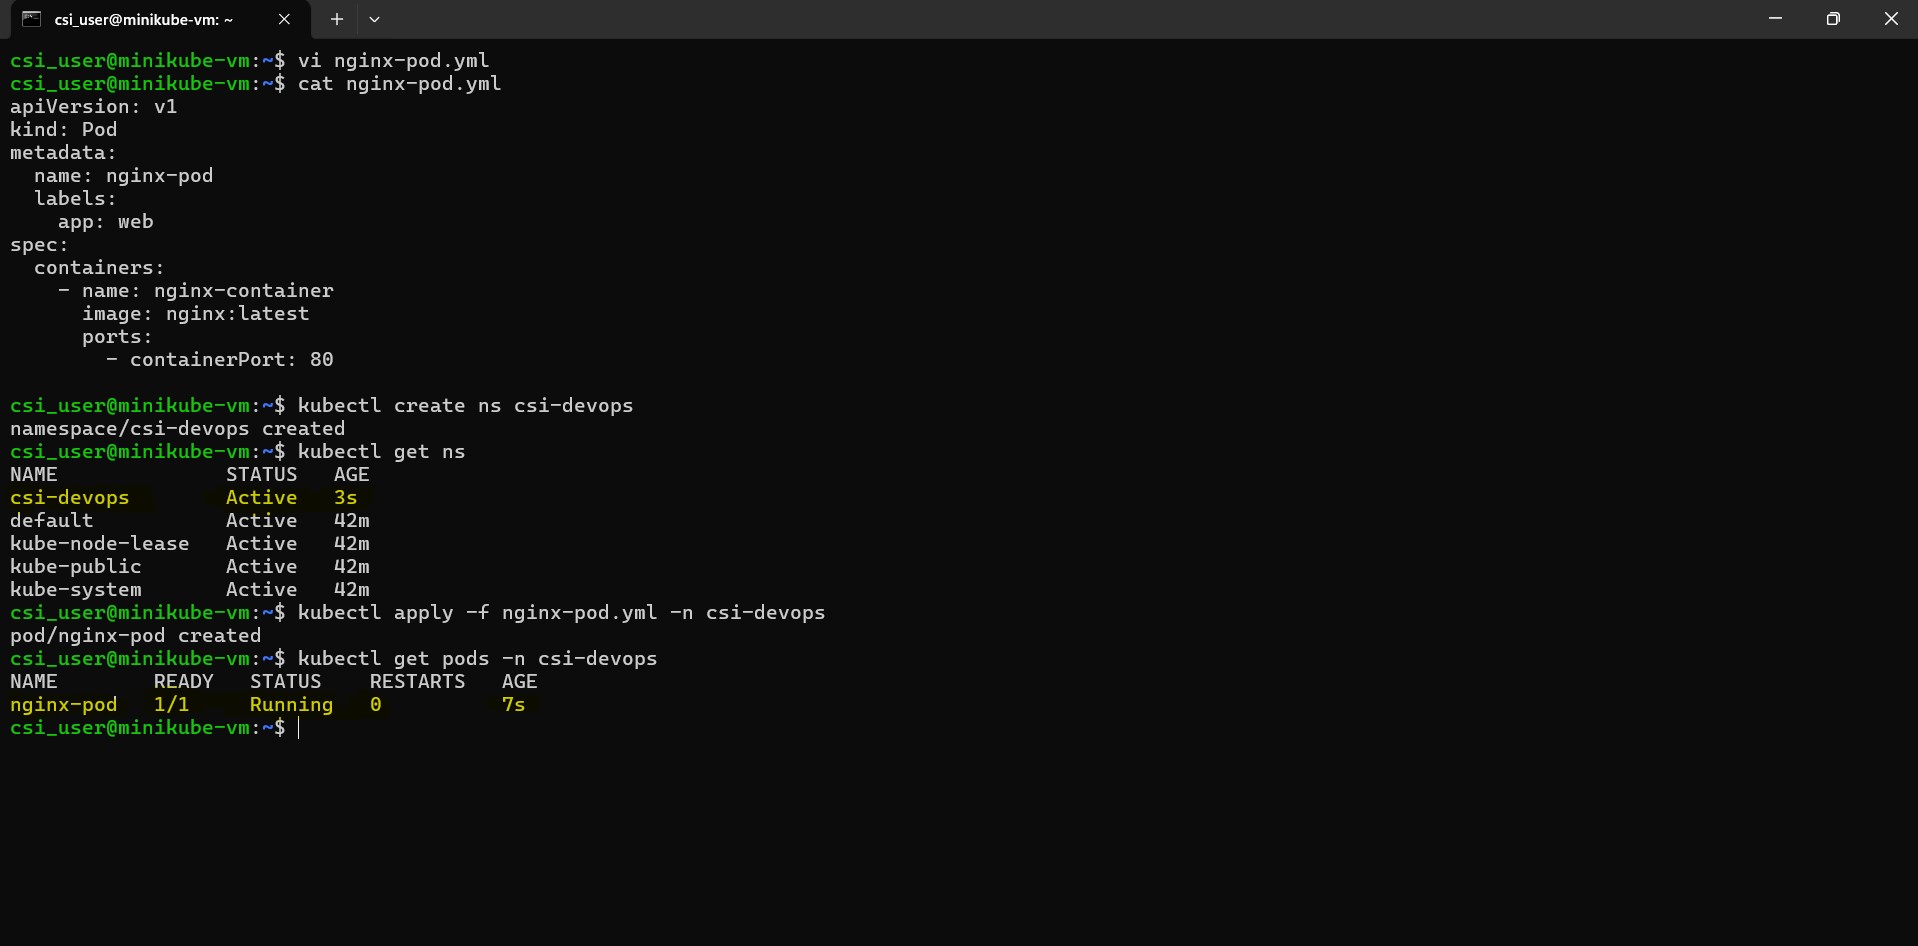 csi_user@minikube-vm: ~
csi_user@minikube-vm:~$ vi nginx-pod.yml
csi_user@minikube-vm:~$ cat nginx-pod.yml
apiVersion: v1
kind: Pod
metadata:
  name: nginx-pod
  labels:
    app: web
spec:
  containers:
    - name: nginx-container
      image: nginx:latest
      ports:
        - containerPort: 80

csi_user@minikube-vm:~$ kubectl create ns csi-devops
namespace/csi-devops created
csi_user@minikube-vm:~$ kubectl get ns
NAME              STATUS   AGE
csi-devops        Active   3s
default           Active   42m
kube-node-lease   Active   42m
kube-public       Active   42m
kube-system       Active   42m
csi_user@minikube-vm:~$ kubectl apply -f nginx-pod.yml -n csi-devops
pod/nginx-pod created
csi_user@minikube-vm:~$ kubectl get pods -n csi-devops
NAME        READY   STATUS    RESTARTS   AGE
nginx-pod   1/1     Running   0          7s
csi_user@minikube-vm:~$